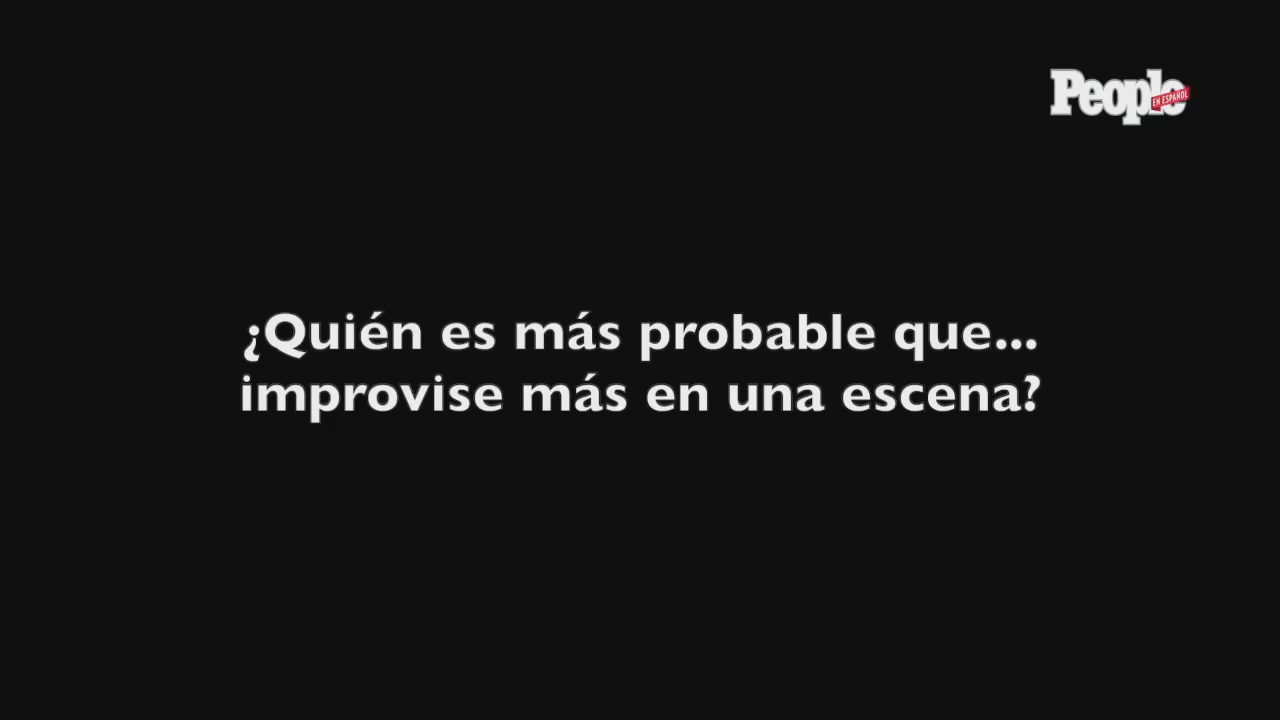 People
EN ESPAÑOL
¿Quién es más probable que...
improvise más en una escena?